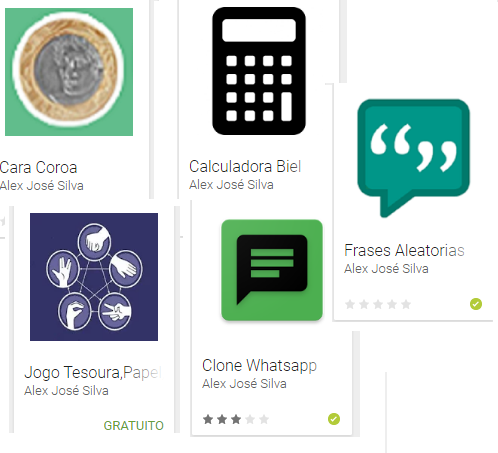 Cara Coroa
Alex José Silva
Calculadora Biel
Alex José Silva
Frases Aleatorias
Alex José Silva
Jogo Tesoura,Papel
Alex José Silva
GRATUITO
Clone Whatsapp
Alex José Silva